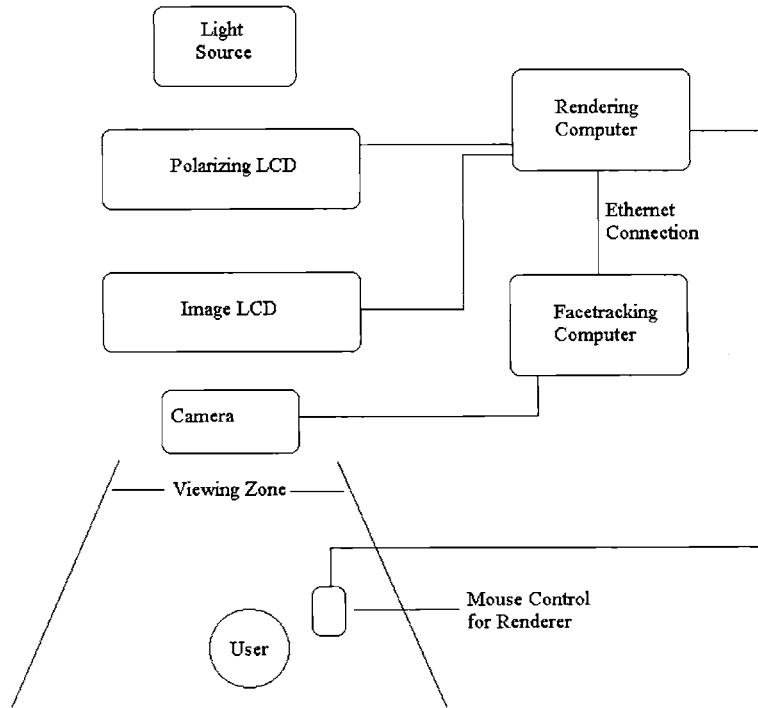 Light
Source
Rendering
Computer
Polarizing LCD
Ethernet
Connection
Image LCD
Facetracking
Computer
Camera
Viewing Zone
Mouse Control
for Renderer
User